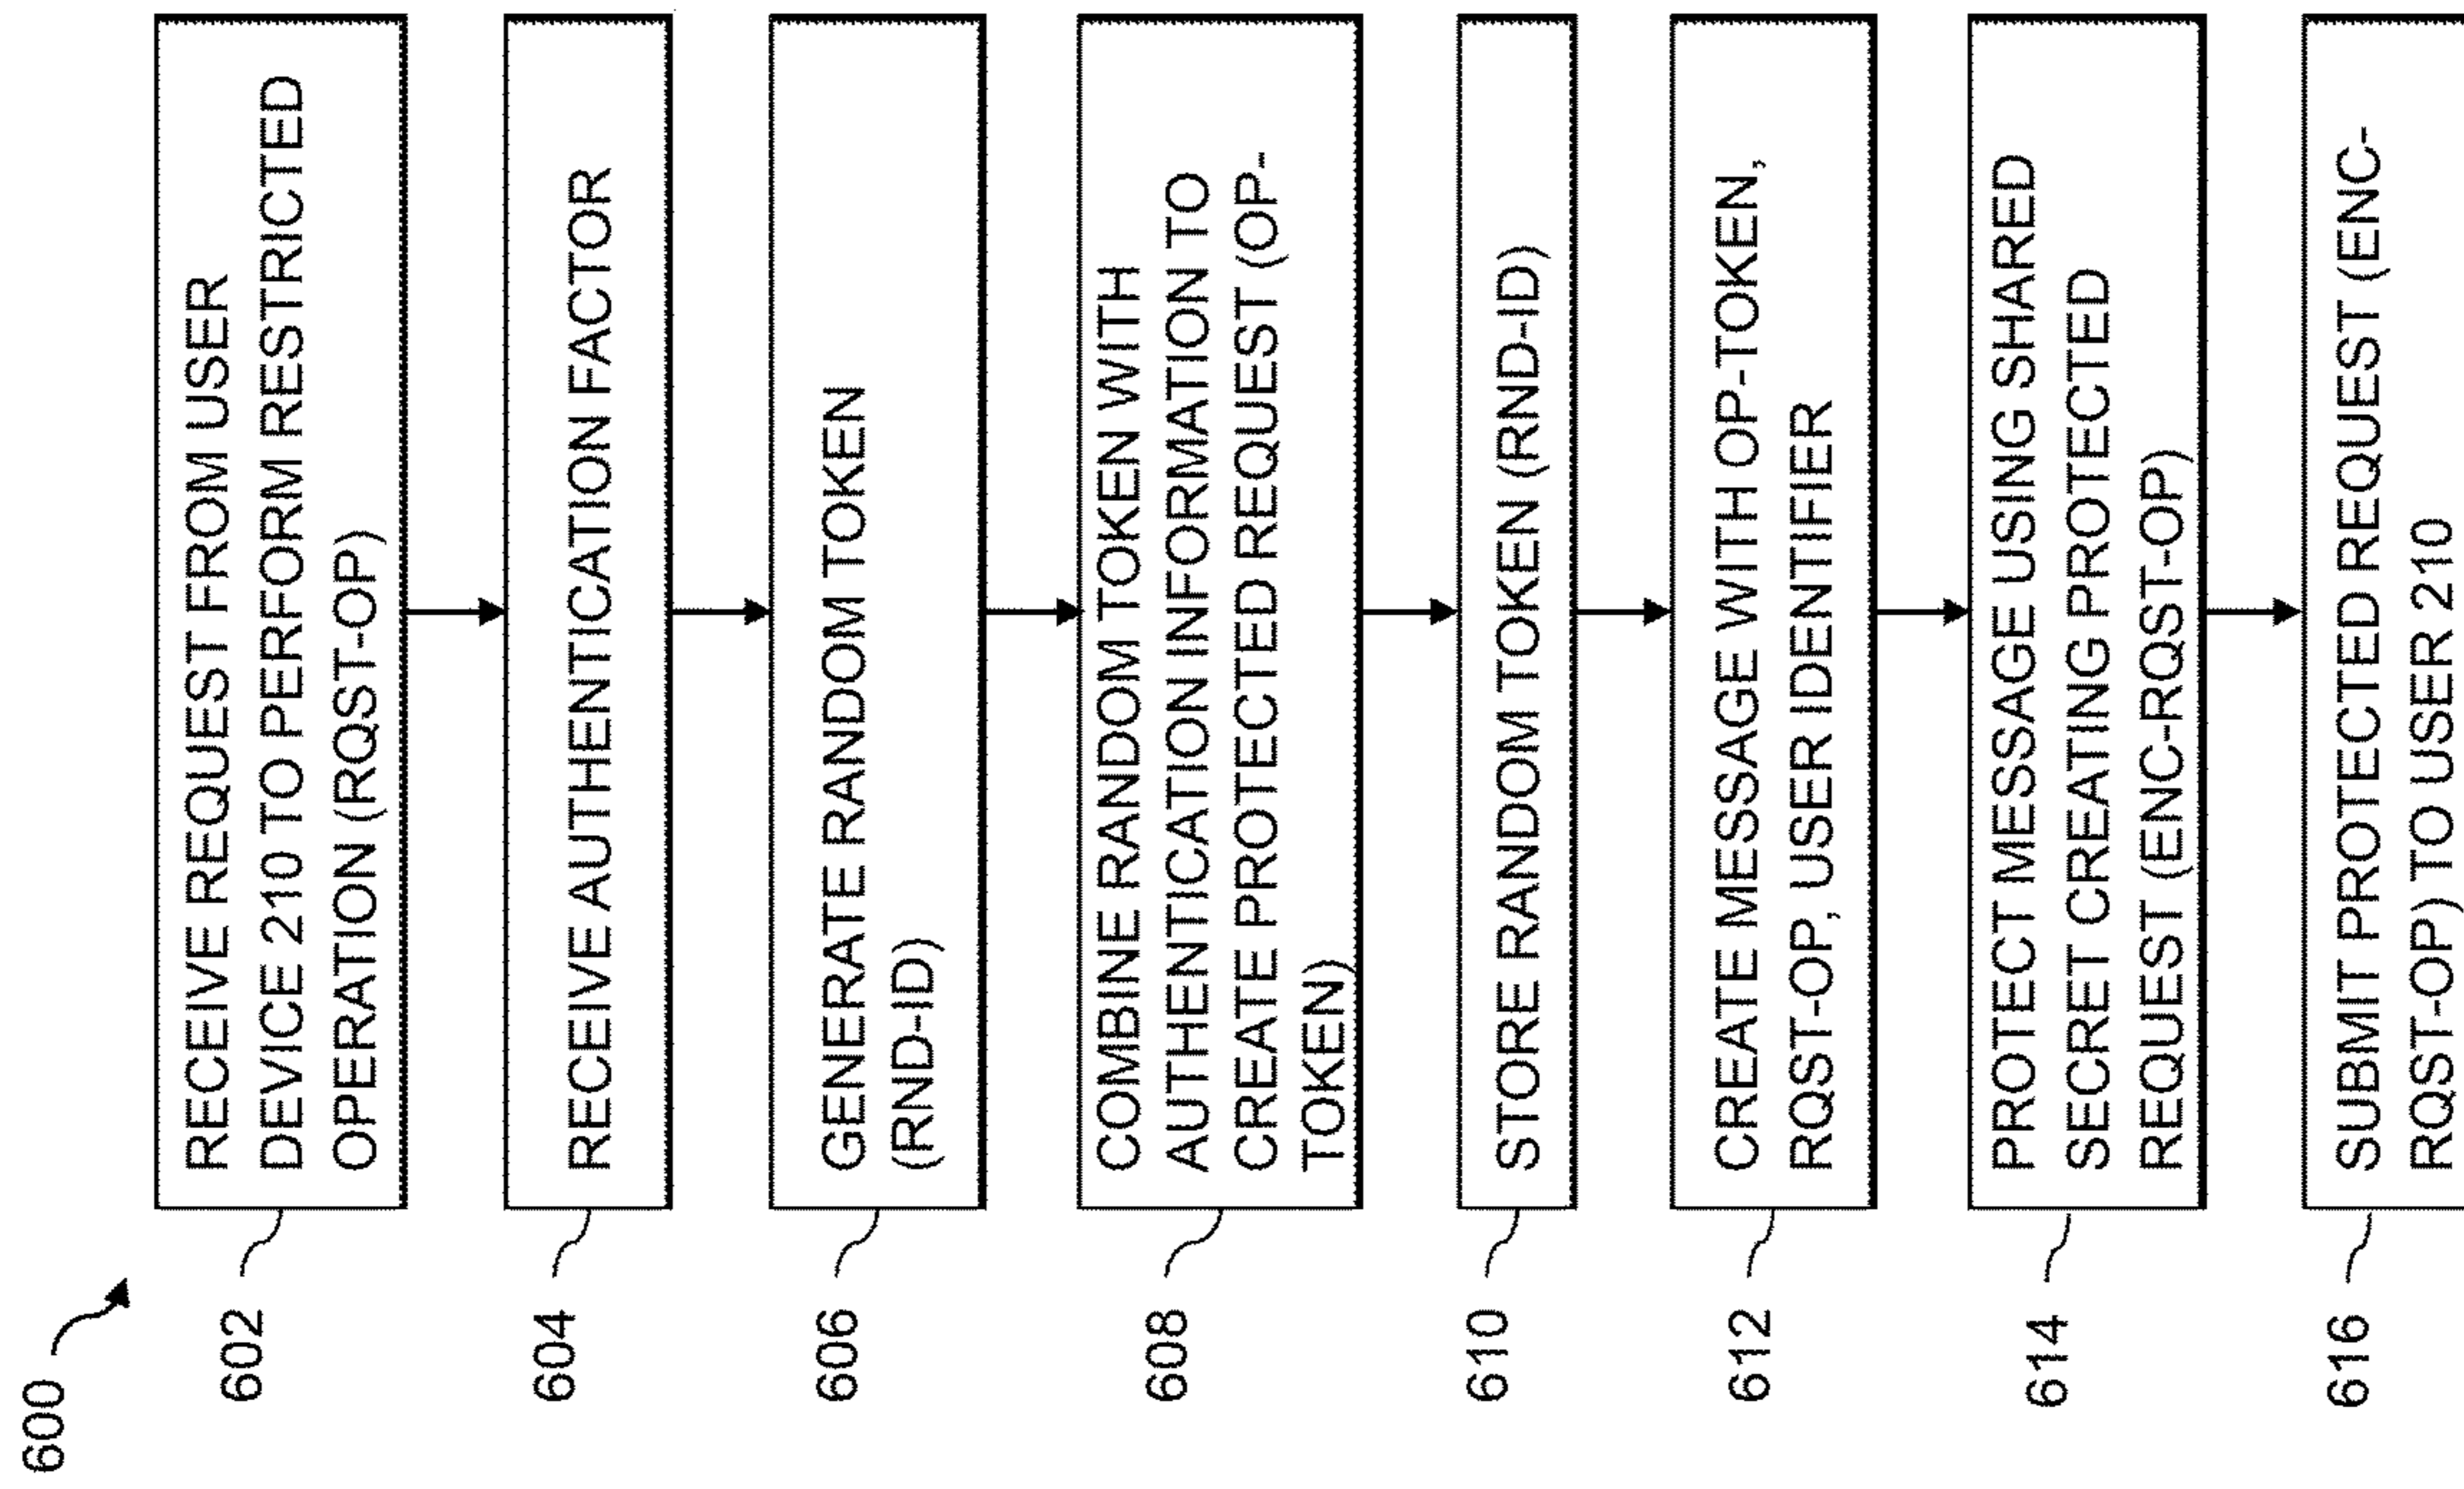 600
602
RECEIVE REQUEST FROM USER
DEVICE 210 TO PERFORM RESTRICTED
OPERATION (RQST-OP)
604
RECEIVE AUTHENTICATION FACTOR
606
GENERATE RANDOM TOKEN
(RND-ID)
608
COMBINE RANDOM TOKEN WITH
AUTHENTICATION INFORMATION TO
CREATE PROTECTED REQUEST (OP-
TOKEN)
610
STORE RANDOM TOKEN (RND-ID)
612
CREATE MESSAGE WITH OP-TOKEN,
RQST-OP, USER IDENTIFIER
614
PROTECT MESSAGE USING SHARED
SECRET CREATING PROTECTED
REQUEST (ENC-RQST-OP)
616
SUBMIT PROTECTED REQUEST (ENC-
RQST-OP) TO USER 210